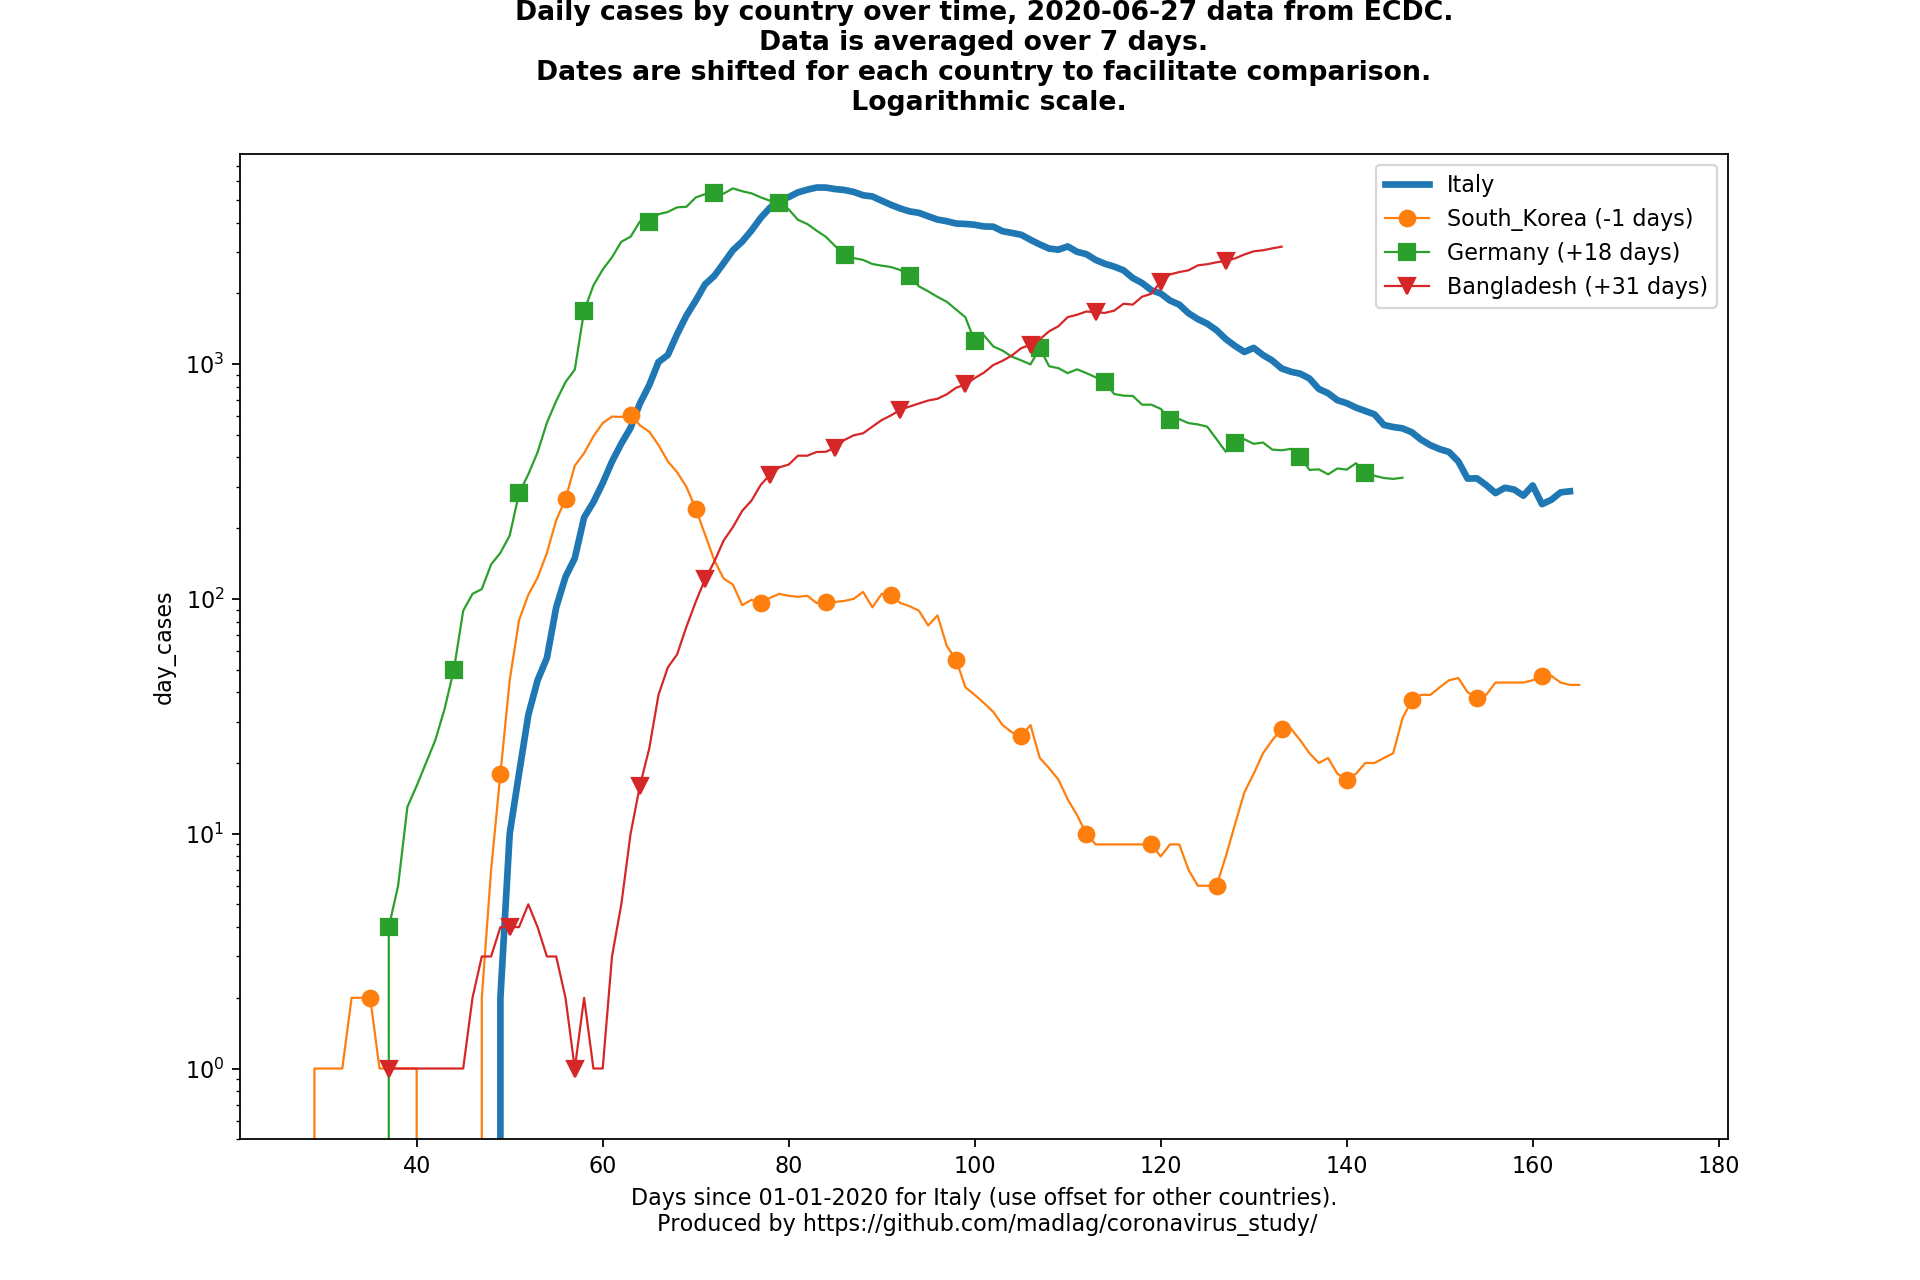 Daily cases by country over time, 2020-06-27 data from ECDC.
Data is averaged over 7 days.
Dates are shifted for each country to facilitate comparison.
Logarithmic scale.
Italy
South_Korea (-1 days)
Germany (+18 days)
Bangladesh (+31 days)
day_cases
10³
10²
10¹
10⁰
40 60 80 100 120 140 160 180
Days since 01-01-2020 for Italy (use offset for other countries).
Produced by https://github.com/madlag/coronavirus_study/